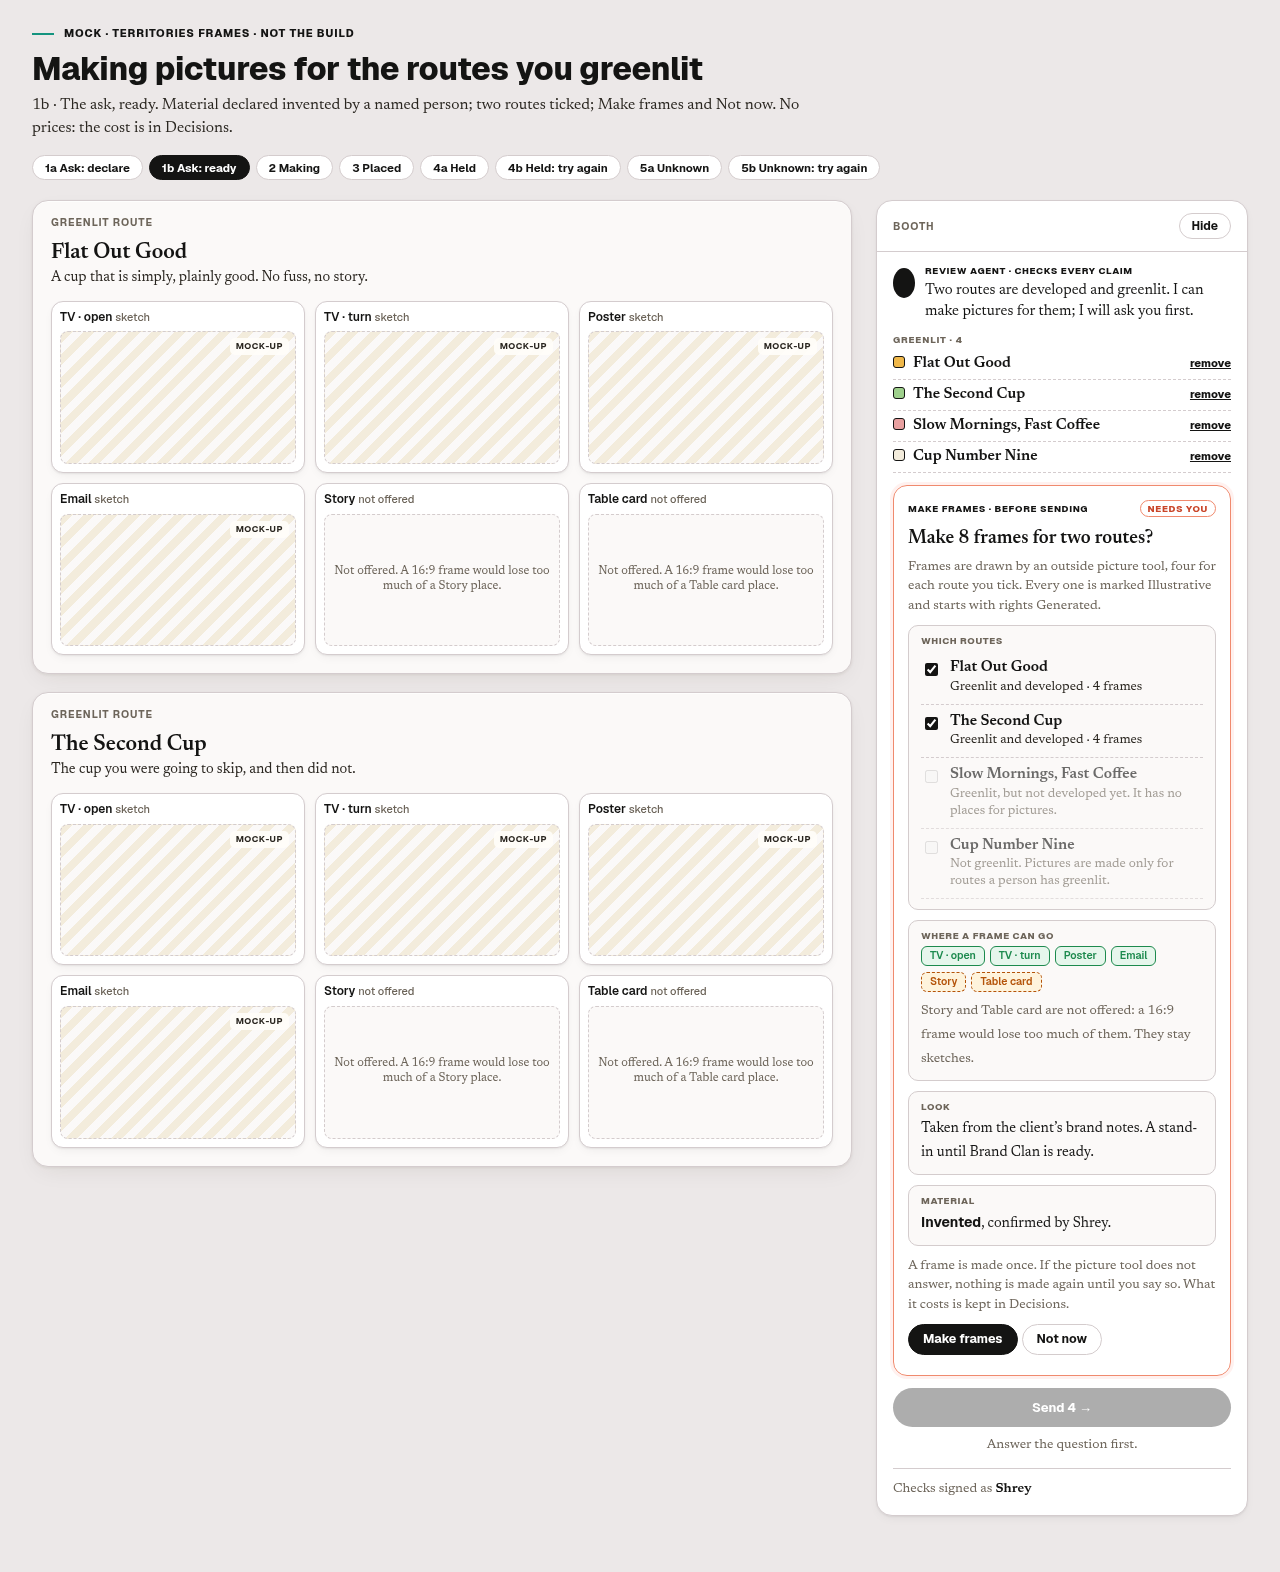 MOCK · TERRITORIES FRAMES · NOT THE BUILD
Making pictures for the routes you greenlit
1b · The ask, ready. Material declared invented by a named person; two routes ticked; Make frames and Not now. No
prices: the cost is in Decisions.
1a Ask: declare
1b Ask: ready
2 Making
3 Placed
4a Held
4b Held: try again
5a Unknown
5b Unknown: try again
GREENLIT ROUTE
Flat Out Good
A cup that is simply, plainly good. No fuss, no story.
TV · open sketch
MOCK-UP
TV · turn sketch
MOCK-UP
Poster sketch
MOCK-UP
Email sketch
MOCK-UP
Story not offered
Not offered. A 16:9 frame would lose too
much of a Story place.
Table card not offered
Not offered. A 16:9 frame would lose too
much of a Table card place.
GREENLIT ROUTE
The Second Cup
The cup you were going to skip, and then did not.
TV · open sketch
MOCK-UP
TV · turn sketch
MOCK-UP
Poster sketch
MOCK-UP
Email sketch
MOCK-UP
Story not offered
Not offered. A 16:9 frame would lose too
much of a Story place.
Table card not offered
Not offered. A 16:9 frame would lose too
much of a Table card place.
BOOTH
Hide
REVIEW AGENT · CHECKS EVERY CLAIM
Two routes are developed and greenlit. I can
make pictures for them; I will ask you first.
GREENLIT · 4
Flat Out Good remove
The Second Cup remove
Slow Mornings, Fast Coffee remove
Cup Number Nine remove
MAKE FRAMES · BEFORE SENDING
NEEDS YOU
Make 8 frames for two routes?
Frames are drawn by an outside picture tool, four for
each route you tick. Every one is marked Illustrative
and starts with rights Generated.
WHICH ROUTES
Flat Out Good
Greenlit and developed · 4 frames
The Second Cup
Greenlit and developed · 4 frames
Slow Mornings, Fast Coffee
Greenlit, but not developed yet. It has no
places for pictures.
Cup Number Nine
Not greenlit. Pictures are made only for
routes a person has greenlit.
WHERE A FRAME CAN GO
TV · open
TV · turn
Poster
Email
Story
Table card
Story and Table card are not offered: a 16:9
frame would lose too much of them. They stay
sketches.
LOOK
Taken from the client’s brand notes. A stand-
in until Brand Clan is ready.
MATERIAL
Invented, confirmed by Shrey.
A frame is made once. If the picture tool does not
answer, nothing is made again until you say so. What
it costs is kept in Decisions.
Make frames
Not now
Send 4 →
Answer the question first.
Checks signed as Shrey